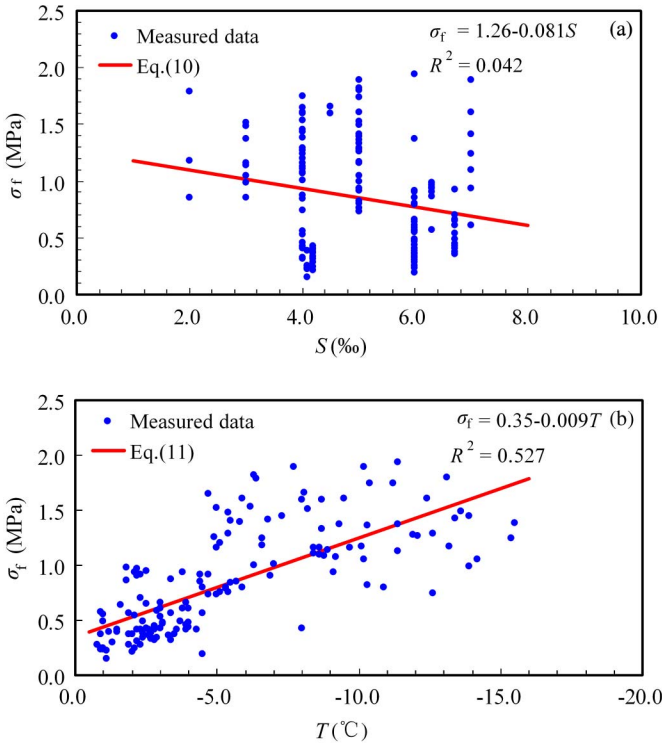 Measured data
Eq.(10)
σf = 1.26-0.081S
R² = 0.042
(a)
σf (MPa)
2.5
2.0
1.5
1.0
0.5
0.0
0.0 2.0 4.0 6.0 8.0 10.0
S(‰)
Measured data
Eq.(11)
σf = 0.35-0.009T
R² = 0.527
(b)
σf (MPa)
2.5
2.0
1.5
1.0
0.5
0.0
0.0 -5.0 -10.0 -15.0 -20.0
T(℃)